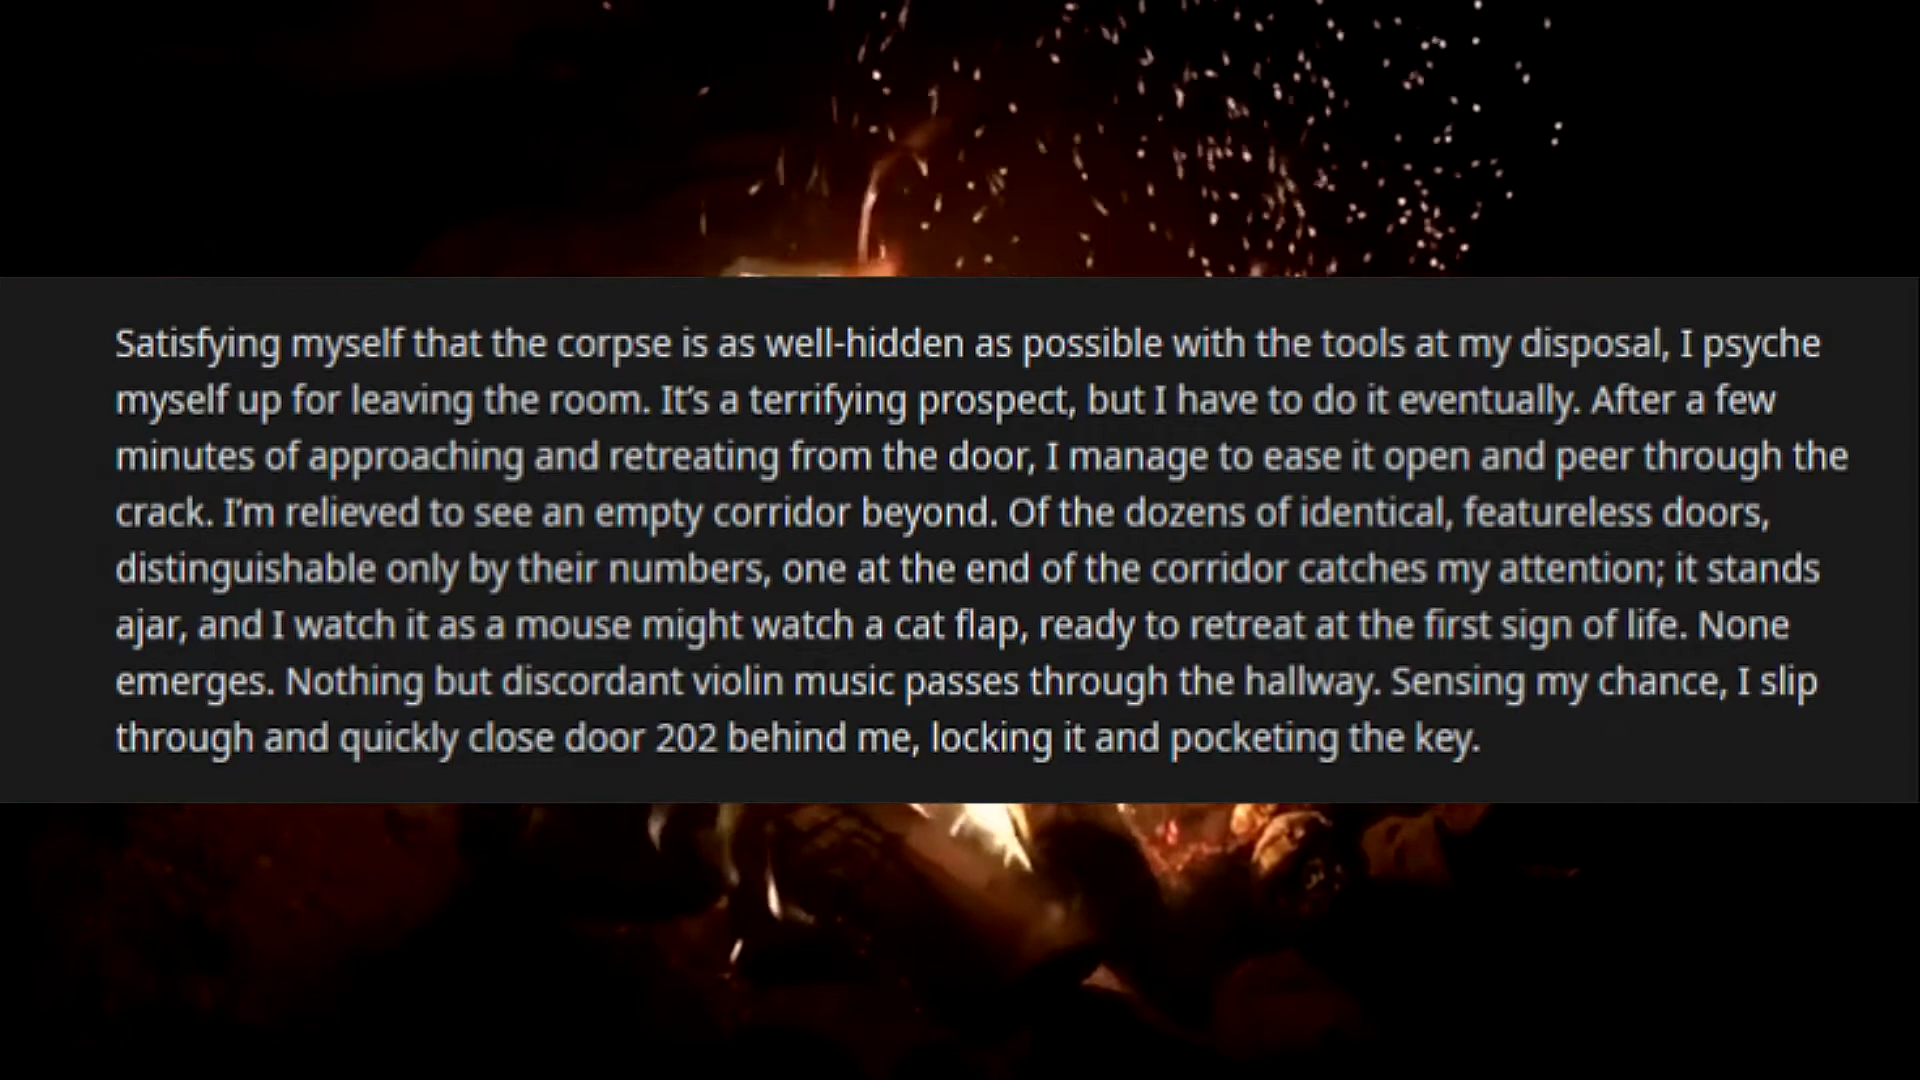 Satisfying myself that the corpse is as well-hidden as possible with the tools at my disposal, I psyche
myself up for leaving the room. It’s a terrifying prospect, but I have to do it eventually. After a few
minutes of approaching and retreating from the door, I manage to ease it open and peer through the
crack. I’m relieved to see an empty corridor beyond. Of the dozens of identical, featureless doors,
distinguishable only by their numbers, one at the end of the corridor catches my attention; it stands
ajar, and I watch it as a mouse might watch a cat flap, ready to retreat at the first sign of life. None
emerges. Nothing but discordant violin music passes through the hallway. Sensing my chance, I slip
through and quickly close door 202 behind me, locking it and pocketing the key.